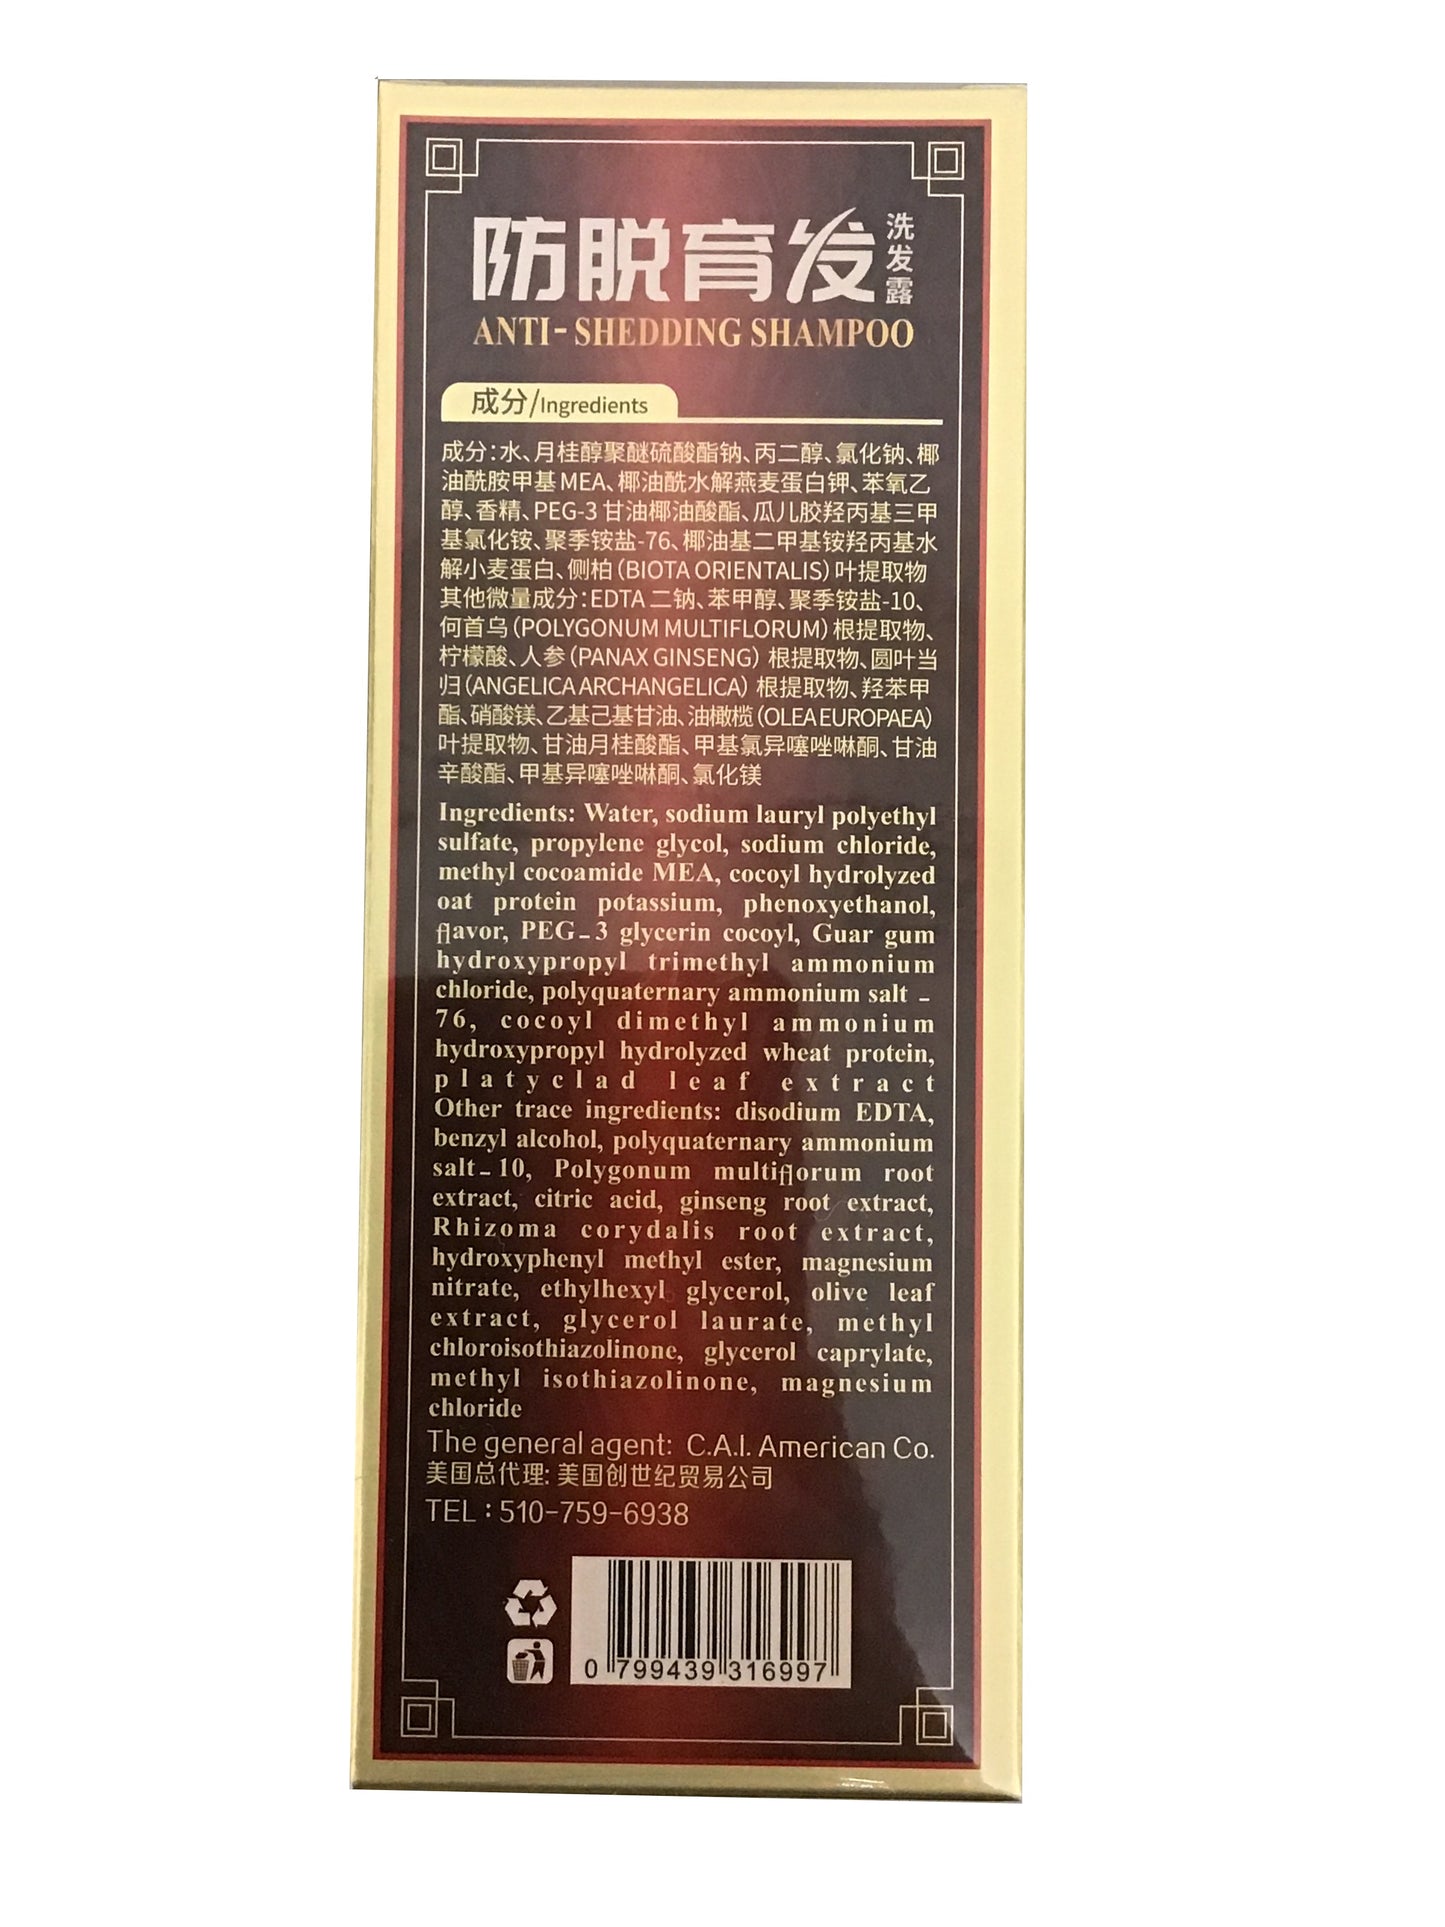 防脱育发 洗发露
ANTI-SHEDDING SHAMPOO
成分/Ingredients
成分:水、月桂醇聚醚硫酸酯钠、丙二醇、氯化钠、椰
油酰胺甲基MEA、椰油酰水解燕麦蛋白钾、苯氧乙
醇、香精、PEG-3 甘油椰油酸酯、瓜儿胶羟丙基三甲
基氯化铵、聚季铵盐-76、椰油基二甲基铵羟丙基水
解小麦蛋白、侧柏(BIOTA ORIENTALIS)叶提取物
其他微量成分:EDTA 二钠、苯甲醇、聚季铵盐-10、
何首乌(POLYGONUM MULTIFLORUM)根提取物、
柠檬酸、人参(PANAX GINSENG) 根提取物、圆叶当
归(ANGELICA ARCHANGELICA) 根提取物、羟苯甲
酯、硝酸镁、乙基己基甘油、油橄榄(OLEA EUROPAEA)
叶提取物、甘油月桂酸酯、甲基氯异噻唑啉酮、甘油
辛酸酯、甲基异噻唑啉酮、氯化镁
Ingredients: Water, sodium lauryl polyethyl
sulfate, propylene glycol, sodium chloride,
methyl cocoamide MEA, cocoyl hydrolyzed
oat protein potassium, phenoxyethanol,
flavor, PEG-3 glycerin cocoyl, Guar gum
hydroxypropyl trimethyl ammonium
chloride, polyquaternary ammonium salt -
76, cocoyl dimethyl ammonium
hydroxypropyl hydrolyzed wheat protein,
platyclad leaf extract
Other trace ingredients: disodium EDTA,
benzyl alcohol, polyquaternary ammonium
salt-10, Polygonum multiflorum root
extract, citric acid, ginseng root extract,
Rhizoma corydalis root extract,
hydroxyphenyl methyl ester, magnesium
nitrate, ethylhexyl glycerol, olive leaf
extract, glycerol laurate, methyl
chloroisothiazolinone, glycerol caprylate,
methyl isothiazolinone, magnesium
chloride
The general agent: C.A.I. American Co.
美国总代理: 美国创世纪贸易公司
TEL:510-759-6938
0 799439 316997